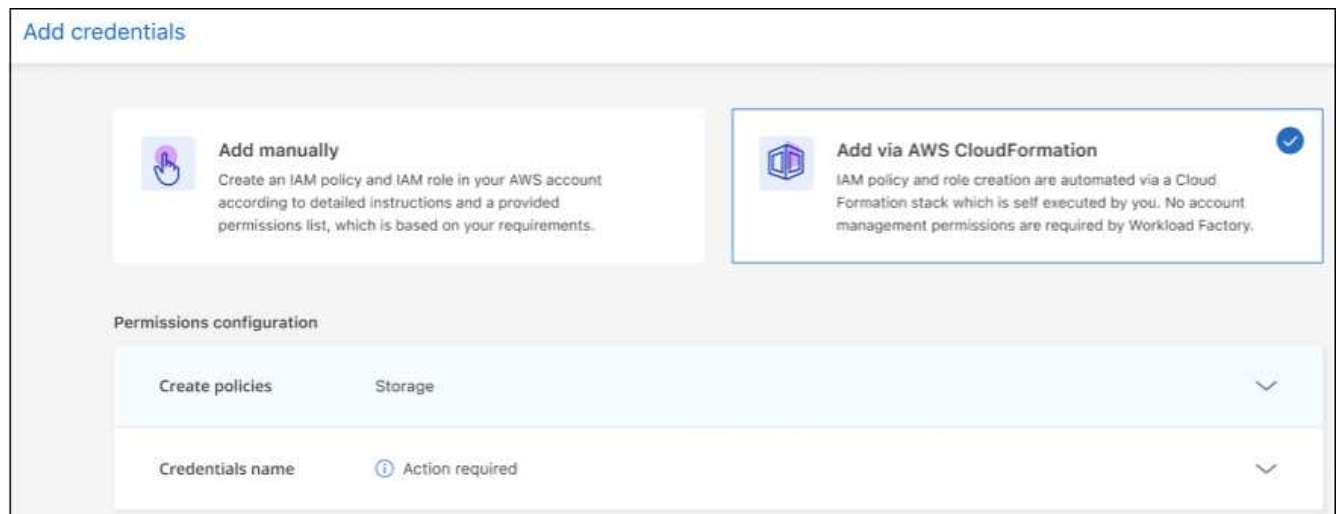 Add credentials
Add manually
Create an IAM policy and IAM role in your AWS account
according to detailed instructions and a provided
permissions list, which is based on your requirements.
Add via AWS CloudFormation
IAM policy and role creation are automated via a Cloud
Formation stack which is self executed by you. No account
management permissions are required by Workload Factory.
Permissions configuration
Create policies Storage
Credentials name Action required